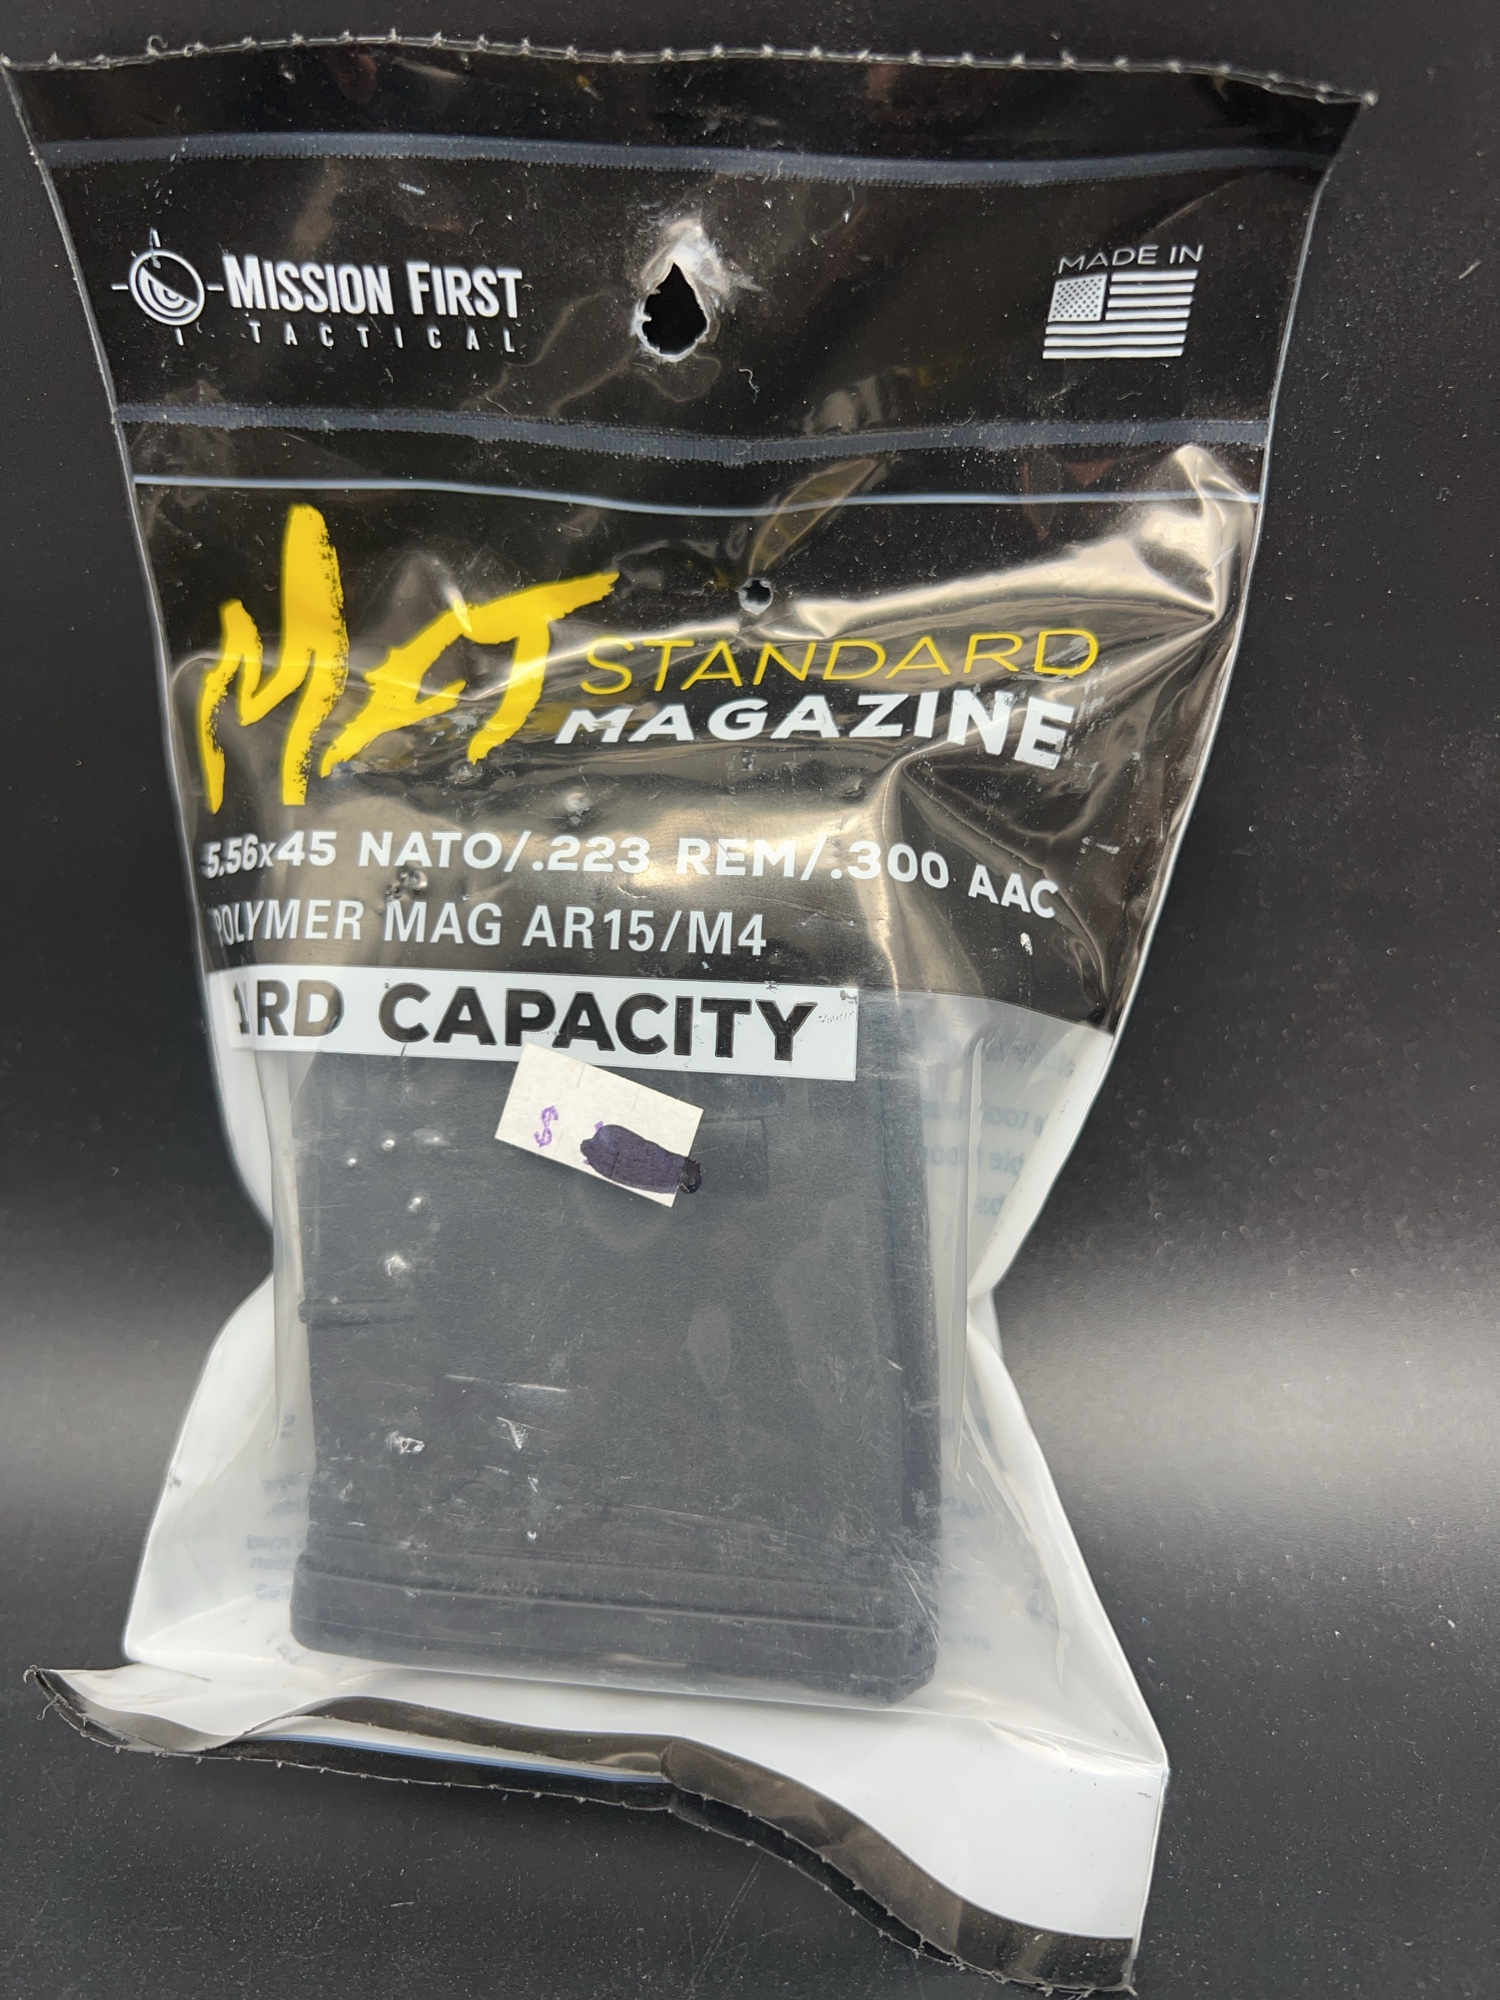 MISSION FIRST
TACTICAL
MADE IN
MFT STANDARD
MAGAZINE
5.56x45 NATO/.223 REM/.300 AAC
POLYMER MAG AR15/M4
RD CAPACITY
$